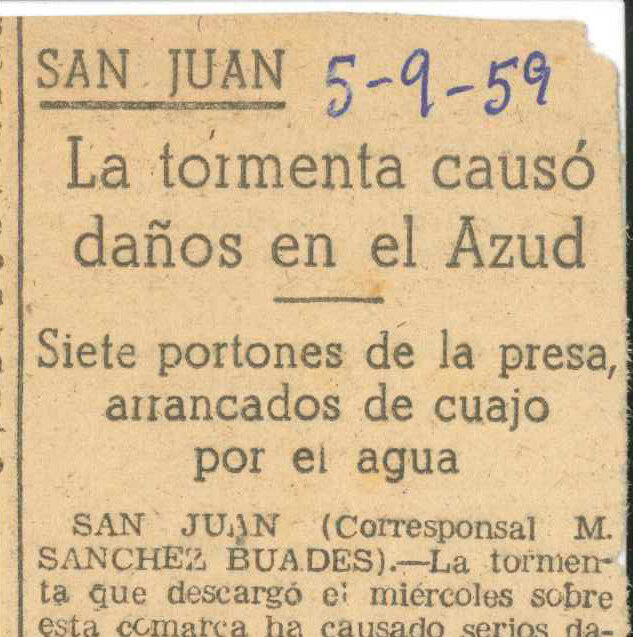 SAN JUAN 5-9-59
La tormenta causó
daños en el Azud
Siete portones de la presa,
arrancados de cuajo
por el agua
SAN JUAN (Corresponsal M.
SANCHEZ BUADES).—La tormen-
ta que descargó el miércoles sobre
esta comarca ha causado serios da-